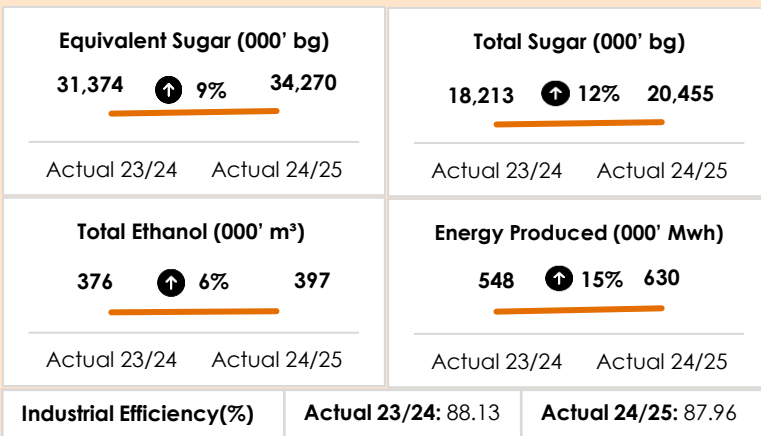 Equivalent Sugar (000' bg)
31,374 9% 34,270
Actual 23/24 Actual 24/25
Total Sugar (000' bg)
18,213 12% 20,455
Actual 23/24 Actual 24/25
Total Ethanol (000' m³)
376 6% 397
Actual 23/24 Actual 24/25
Energy Produced (000' Mwh)
548 15% 630
Actual 23/24 Actual 24/25
Industrial Efficiency(%) Actual 23/24: 88.13 Actual 24/25: 87.96